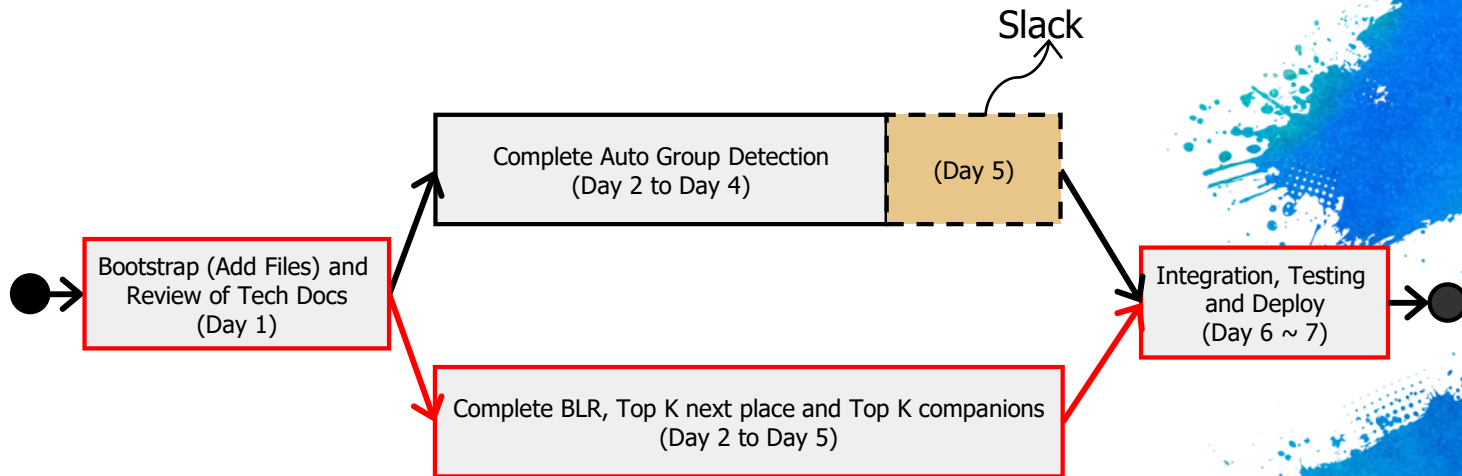 Slack
Complete Auto Group Detection
(Day 2 to Day 4)
(Day 5)
Bootstrap (Add Files) and
Review of Tech Docs
(Day 1)
Integration, Testing
and Deploy
(Day 6 ~ 7)
Complete BLR, Top K next place and Top K companions
(Day 2 to Day 5)